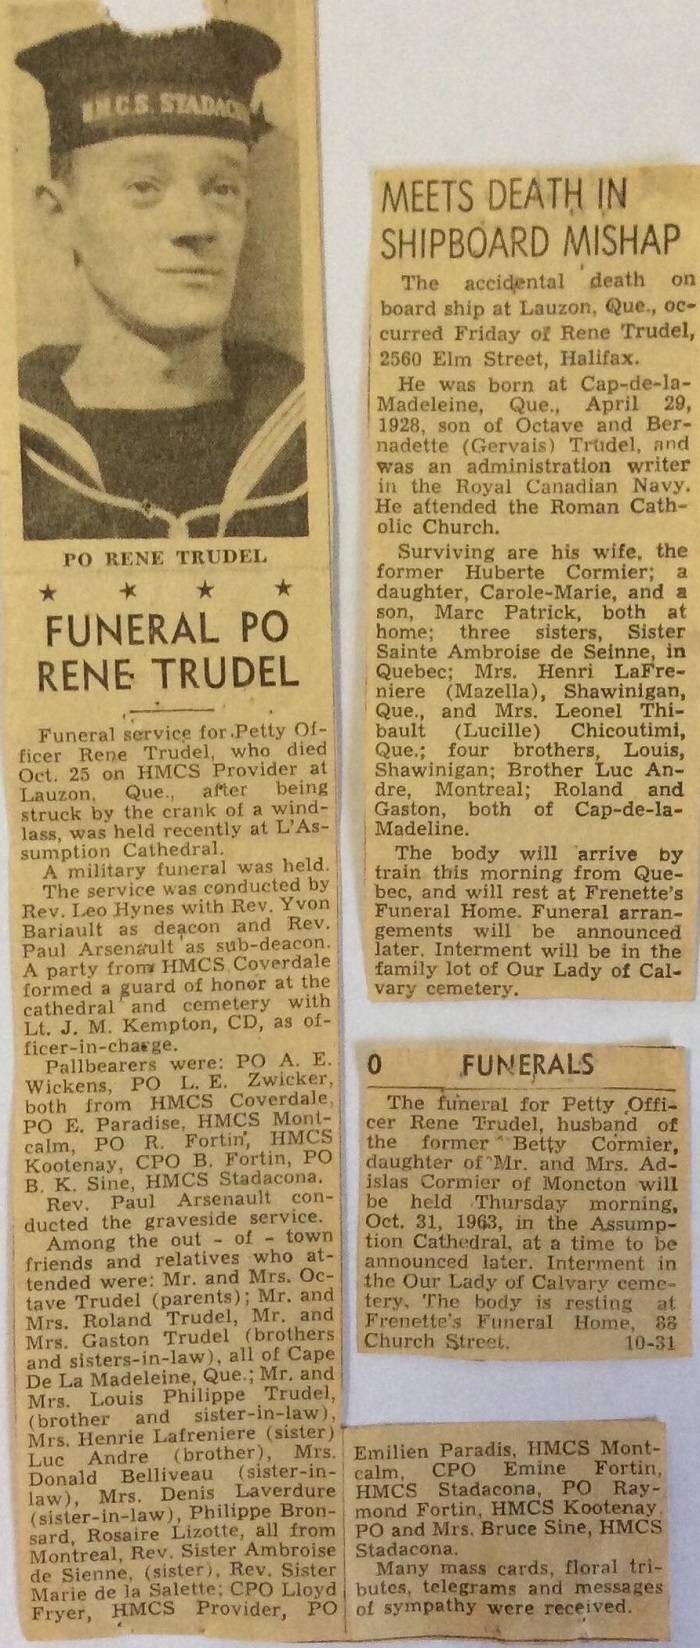 H.M.C.S. STADAC
PO RENE TRUDEL
FUNERAL PO
RENE TRUDEL
Funeral service for Petty Of-
ficer Rene Trudel, who died
Oct. 25 on HMCS Provider at
Lauzon, Que., after being
struck by the crank of a wind-
lass, was held recently at L'As-
sumption Cathedral.
A military funeral was held.
The service was conducted by
Rev. Leo Hynes with Rev. Yvon
Bariault as deacon and Rev.
Paul Arsenault as sub-deacon.
A party from HMCS Coverdale
formed a guard of honor at the
cathedral and cemetery with
Lt. J. M. Kempton, CD, as of-
ficer-in-charge.
Pallbearers were: PO A. E.
Wickens, PO L. E. Zwicker,
both from HMCS Coverdale,
PO E. Paradise, HMCS Mont-
calm, PO R. Fortin, HMCS
Kootenay, CPO B. Fortin, PO
B. K. Sine, HMCS Stadacona.
Rev. Paul Arsenault con-
ducted the graveside service.
Among the out - of - town
friends and relatives who at-
tended were: Mr. and Mrs. Oc-
tave Trudel (parents); Mr. and
Mrs. Roland Trudel, Mr. and
Mrs. Gaston Trudel (brothers
and sisters-in-law), all of Cape
De La Madeleine, Que.; Mr. and
Mrs. Louis Philippe Trudel,
(brother and sister-in-law),
Mrs. Henrie Lafreniere (sister)
Luc Andre (brother), Mrs.
Donald Belliveau (sister-in-
law), Mrs. Denis Laverdure
(sister-in-law), Philippe Bron-
sard, Rosaire Lizotte, all from
Montreal, Rev. Sister Ambroise
de Sienne, (sister), Rev. Sister
Marie de la Salette; CPO Lloyd
Fryer, HMCS Provider, PO
Emilien Paradis, HMCS Mont-
calm, CPO Emine Fortin,
HMCS Stadacona, PO Ray-
mond Fortin, HMCS Kootenay.
PO and Mrs. Bruce Sine, HMCS
Stadacona.
Many mass cards, floral tri-
butes, telegrams and messages
of sympathy were received.
MEETS DEATH IN
SHIPBOARD MISHAP
The accidental death on
board ship at Lauzon, Que., oc-
curred Friday of Rene Trudel,
2560 Elm Street, Halifax.
He was born at Cap-de-la-
Madeleine, Que., April 29,
1928, son of Octave and Ber-
nadette (Gervais) Trudel, and
was an administration writer
in the Royal Canadian Navy.
He attended the Roman Cath-
olic Church.
Surviving are his wife, the
former Huberte Cormier; a
daughter, Carole-Marie, and a
son, Marc Patrick, both at
home; three sisters, Sister
Sainte Ambroise de Seinne, in
Quebec; Mrs. Henri LaFre-
niere (Mazella), Shawinigan,
Que., and Mrs. Leonel Thi-
bault (Lucille) Chicoutimi,
Que.; four brothers, Louis,
Shawinigan; Brother Luc An-
dre, Montreal; Roland and
Gaston, both of Cap-de-la-
Madeline.
The body will arrive by
train this morning from Que-
bec, and will rest at Frenette's
Funeral Home. Funeral arran-
gements will be announced
later. Interment will be in the
family lot of Our Lady of Cal-
vary cemetery.
0 FUNERALS
The funeral for Petty Offi-
cer Rene Trudel, husband of
the former Betty Cormier,
daughter of Mr. and Mrs. Ad-
islas Cormier of Moncton will
be held Thursday morning,
Oct. 31, 1963, in the Assump-
tion Cathedral, at a time to be
announced later. Interment in
the Our Lady of Calvary ceme-
tery. The body is resting at
Frenette's Funeral Home, 88
Church Street. 10-31